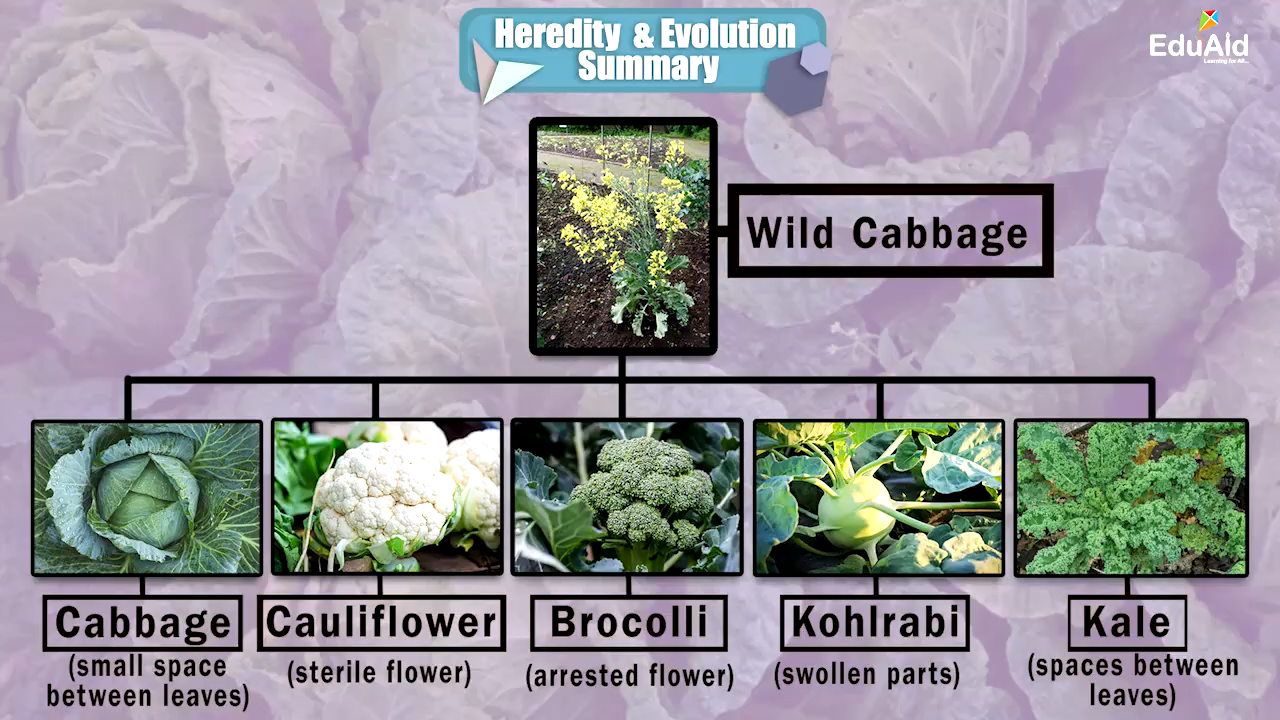 Heredity & Evolution
Summary
EduAid
Learning for All...
Wild Cabbage
Cabbage
(small space
between leaves)
Cauliflower
(sterile flower)
Brocolli
(arrested flower)
Kohlrabi
(swollen parts)
Kale
(spaces between
leaves)